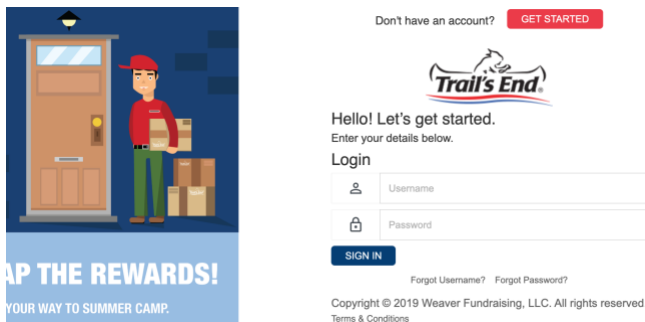 Don't have an account? GET STARTED
Trail's End®
Hello! Let's get started.
Enter your details below.
Login
Username
Password
SIGN IN
Forgot Username? Forgot Password?
Copyright © 2019 Weaver Fundraising, LLC. All rights reserved
Terms & Conditions
AP THE REWARDS!
YOUR WAY TO SUMMER CAMP.